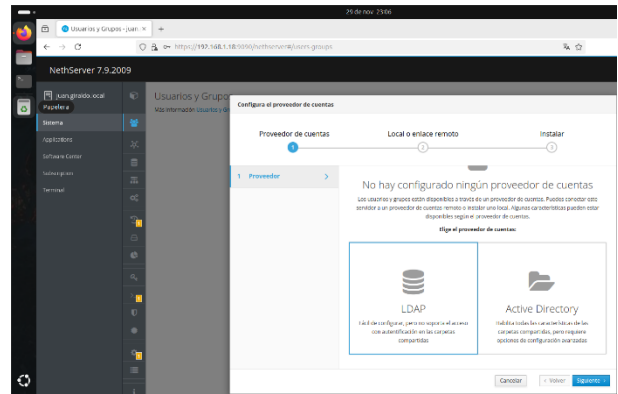 29 de nov 23:06
Usuarios y Grupos - juan
https://192.168.1.18:9090/nethserver#/users-groups
NethServer 7.9.2009
juan.giraldo.local
Papelera
Sistema
Applications
Software Center
Subscription
Terminal
Usuarios y Grupo
Más información Usuarios y
Configura el proveedor de cuentas
Proveedor de cuentas
Local o enlace remoto
Instalar
1
2
3
1 Proveedor
No hay configurado ningún proveedor de cuentas
Los usuarios y grupos están disponibles a través de un proveedor de cuentas. Puedes conectar este
servidor a un proveedor de cuentas remoto o instalar uno local. Algunas características pueden estar
disponibles según el proveedor de cuentas.
Elige el proveedor de cuentas:
LDAP
Fácil de configurar, pero no soporta el acceso
con autentificación en las carpetas
compartidas
Active Directory
Habilita todas las características de las
carpetas compartidas, pero requiere
opciones de configuración avanzadas
Cancelar
‹ Volver
Siguiente ›